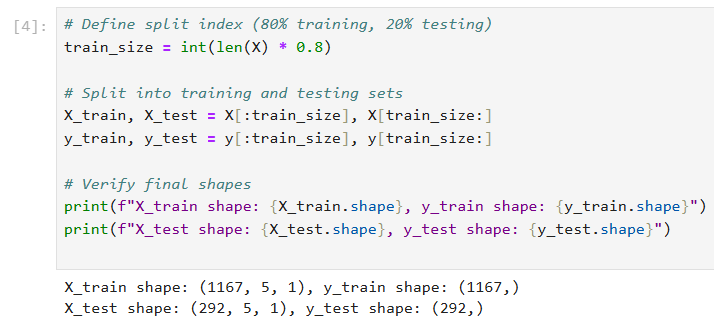 [4]:
# Define split index (80% training, 20% testing)
train_size = int(len(X) * 0.8)
# Split into training and testing sets
X_train, X_test = X[:train_size], X[train_size:]
y_train, y_test = y[:train_size], y[train_size:]
# Verify final shapes
print(f"X_train shape: {X_train.shape}, y_train shape: {y_train.shape}")
print(f"X_test shape: {X_test.shape}, y_test shape: {y_test.shape}")
X_train shape: (1167, 5, 1), y_train shape: (1167,)
X_test shape: (292, 5, 1), y_test shape: (292,)